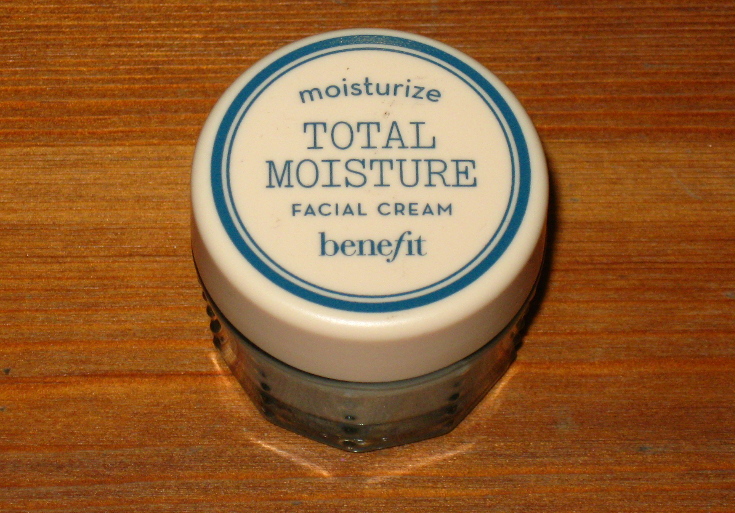 moisturize
TOTAL
MOISTURE
FACIAL CREAM
benefit